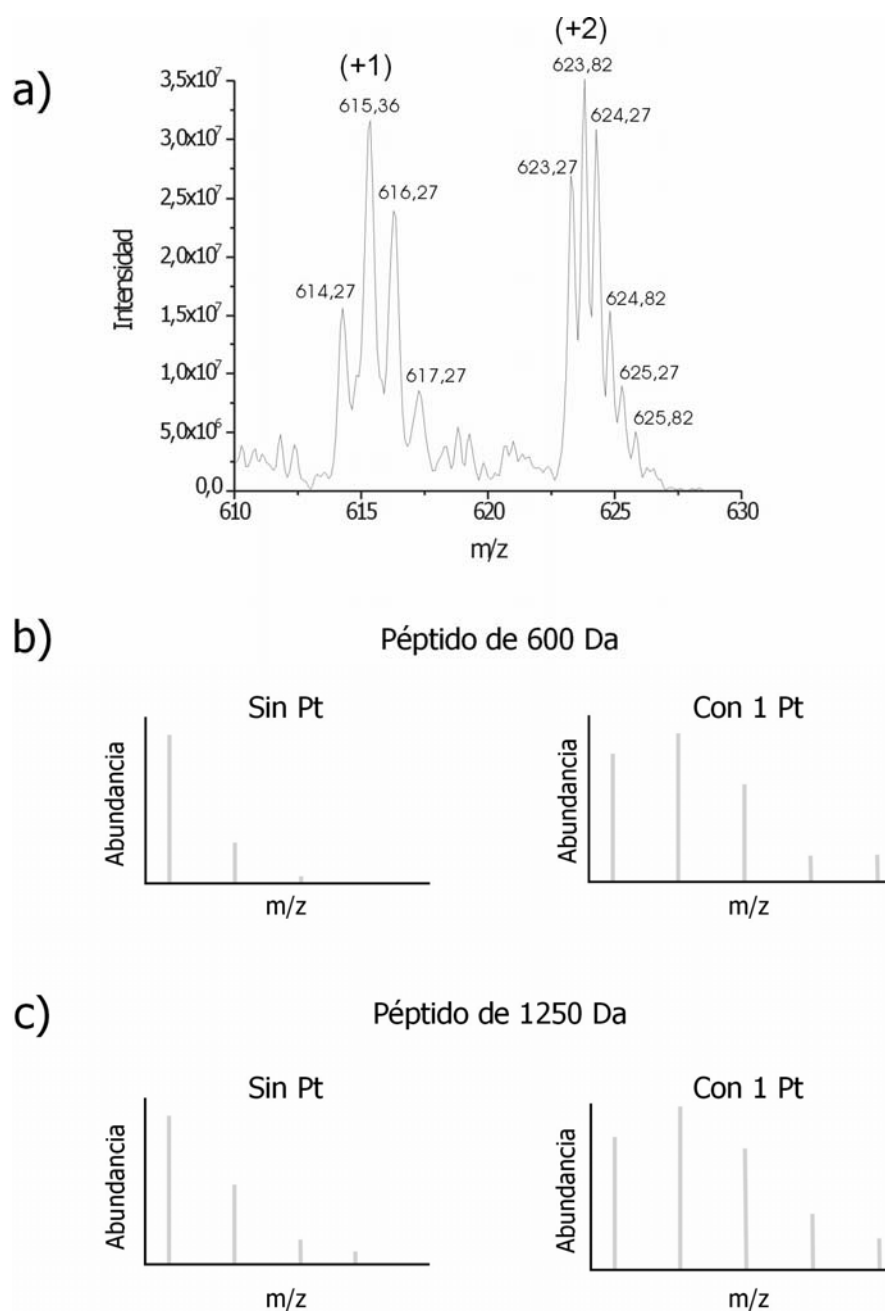 a)
(+1)
(+2)
3,5x10⁷
3,0x10⁷
2,5x10⁷
2,0x10⁷
1,5x10⁷
1,0x10⁷
5,0x10⁶
0,0
Intensidad
614,27
615,36
616,27
617,27
623,27
623,82
624,27
624,82
625,27
625,82
610
615
620
625
630
m/z
b)
Péptido de 600 Da
Sin Pt
Abundancia
m/z
Con 1 Pt
Abundancia
m/z
c)
Péptido de 1250 Da
Sin Pt
Abundancia
m/z
Con 1 Pt
Abundancia
m/z